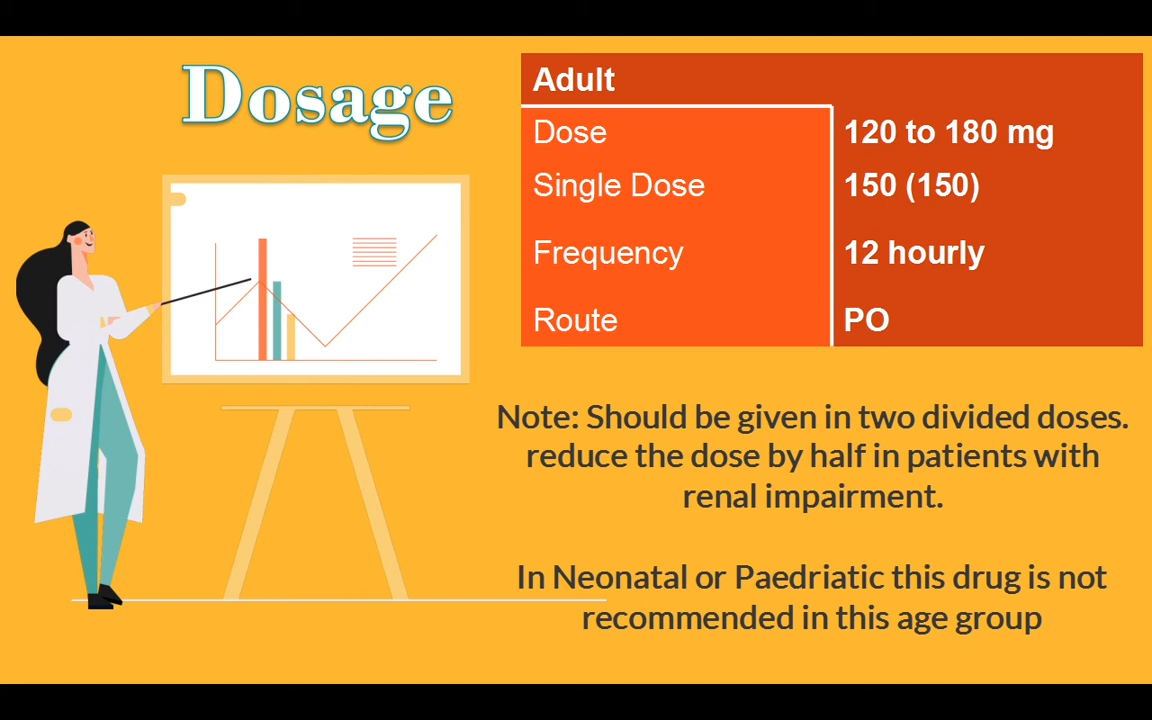 Dosage
Adult
Dose 120 to 180 mg
Single Dose 150 (150)
Frequency 12 hourly
Route PO
Note: Should be given in two divided doses.
reduce the dose by half in patients with
renal impairment.
In Neonatal or Paedriatic this drug is not
recommended in this age group